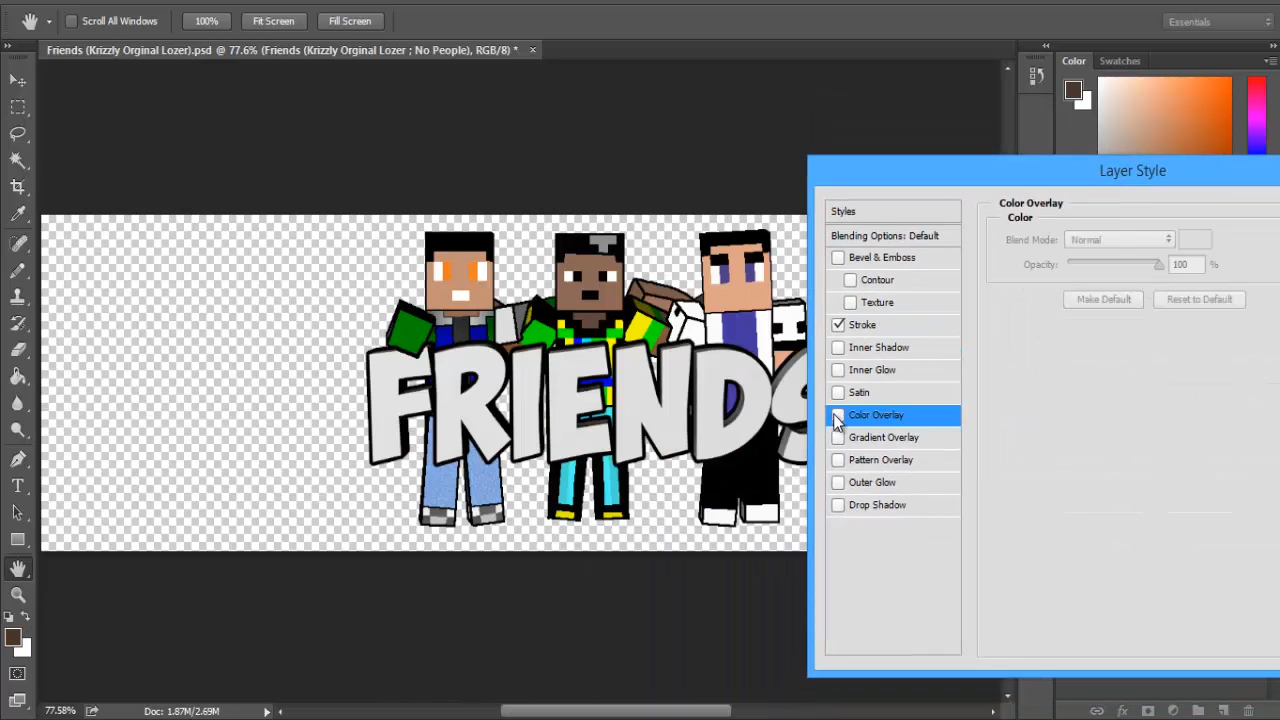 Scroll All Windows
100%
Fit Screen
Fill Screen
Essentials
Friends (Krizzly Orginal Lozer).psd @ 77.6% (Friends (Krizzly Orginal Lozer ; No People), RGB/8) *
Color
Swatches
Layer Style
Styles
Blending Options: Default
Bevel & Emboss
Contour
Texture
Stroke
Inner Shadow
Inner Glow
Satin
Color Overlay
Gradient Overlay
Pattern Overlay
Outer Glow
Drop Shadow
Color Overlay
Color
Blend Mode: Normal
Opacity: 100 %
Make Default
Reset to Default
FRIENDS
77.58%
Doc: 1.87M/2.69M